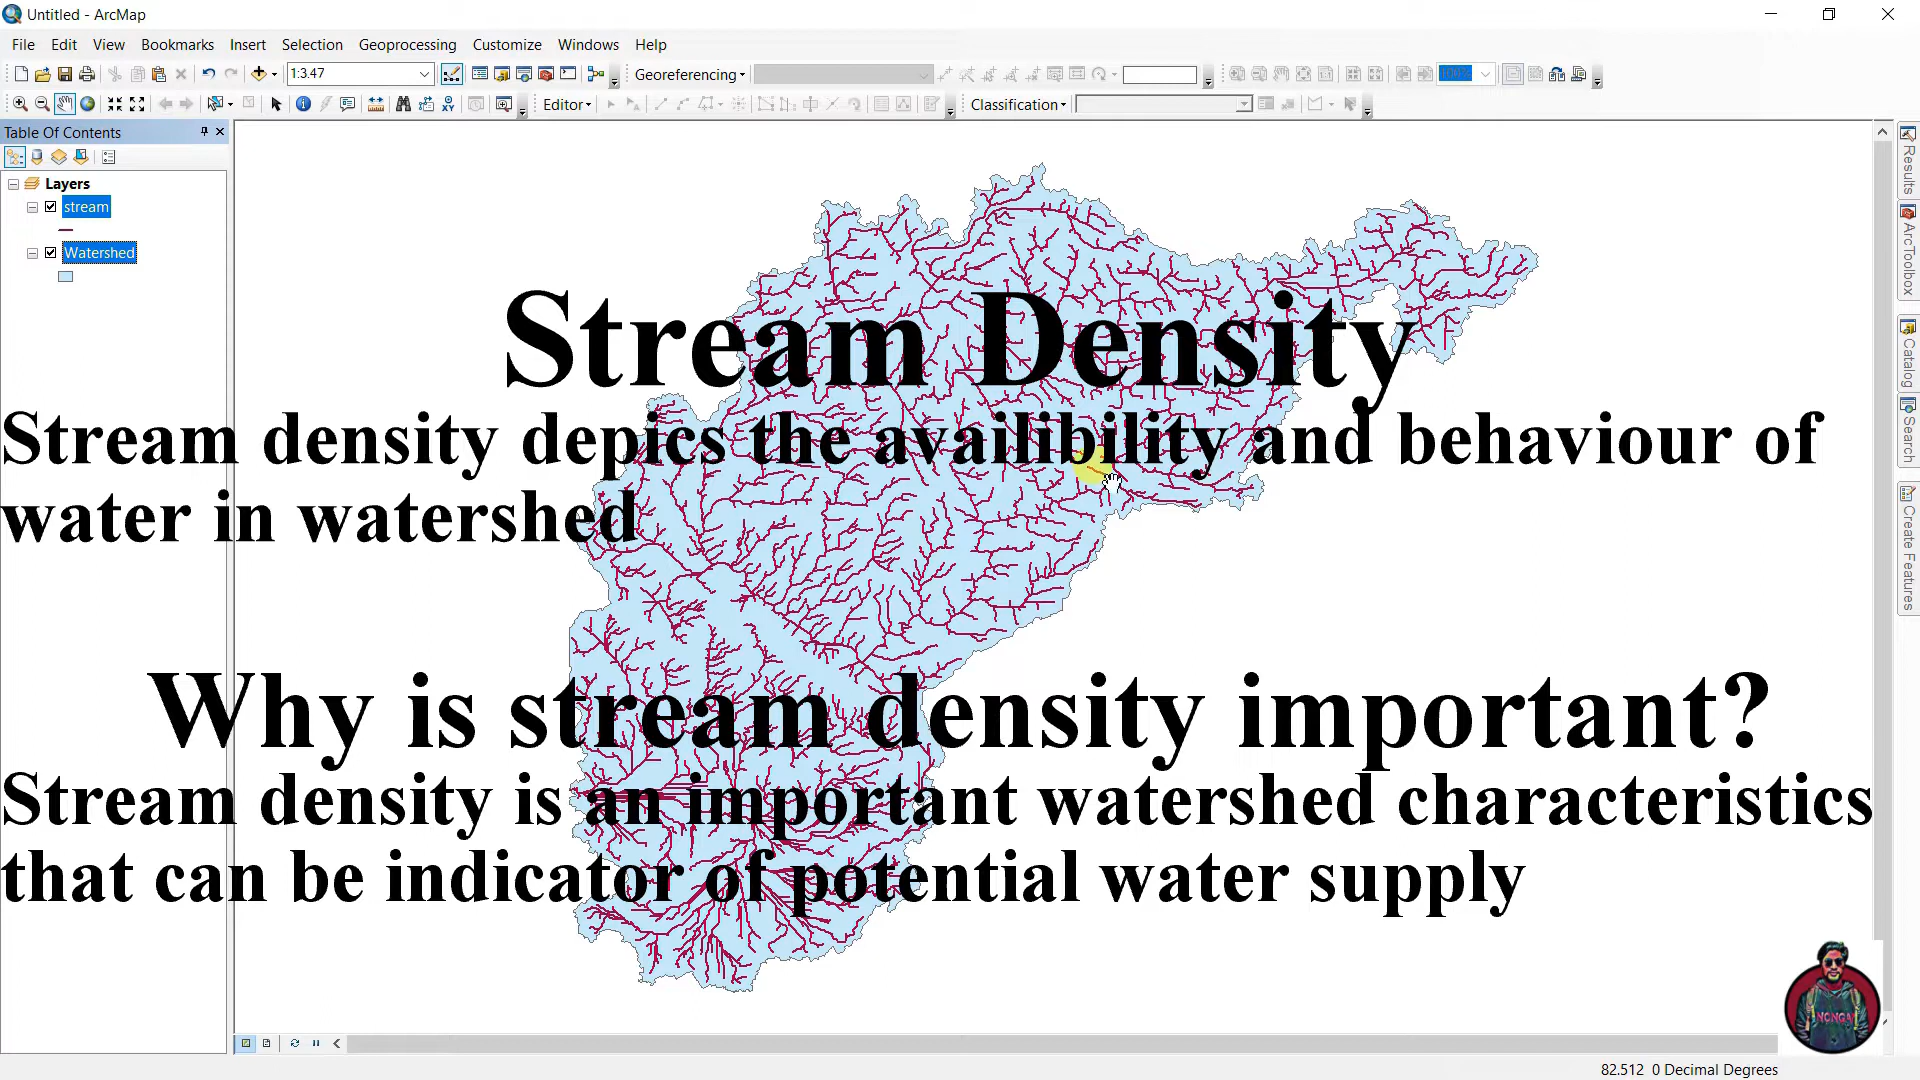 Untitled - ArcMap
File Edit View Bookmarks Insert Selection Geoprocessing Customize Windows Help
1:3.47 Georeferencing
Editor Classification
Table Of Contents
Layers
stream
Watershed
Stream Density
Stream density depics the availibility and behaviour of
water in watershed
Why is stream density important?
Stream density is an important watershed characteristics
that can be indicator of potential water supply
Results
ArcToolbox
Catalog
Search
Create Features
NONGAI
82.512 0 Decimal Degrees